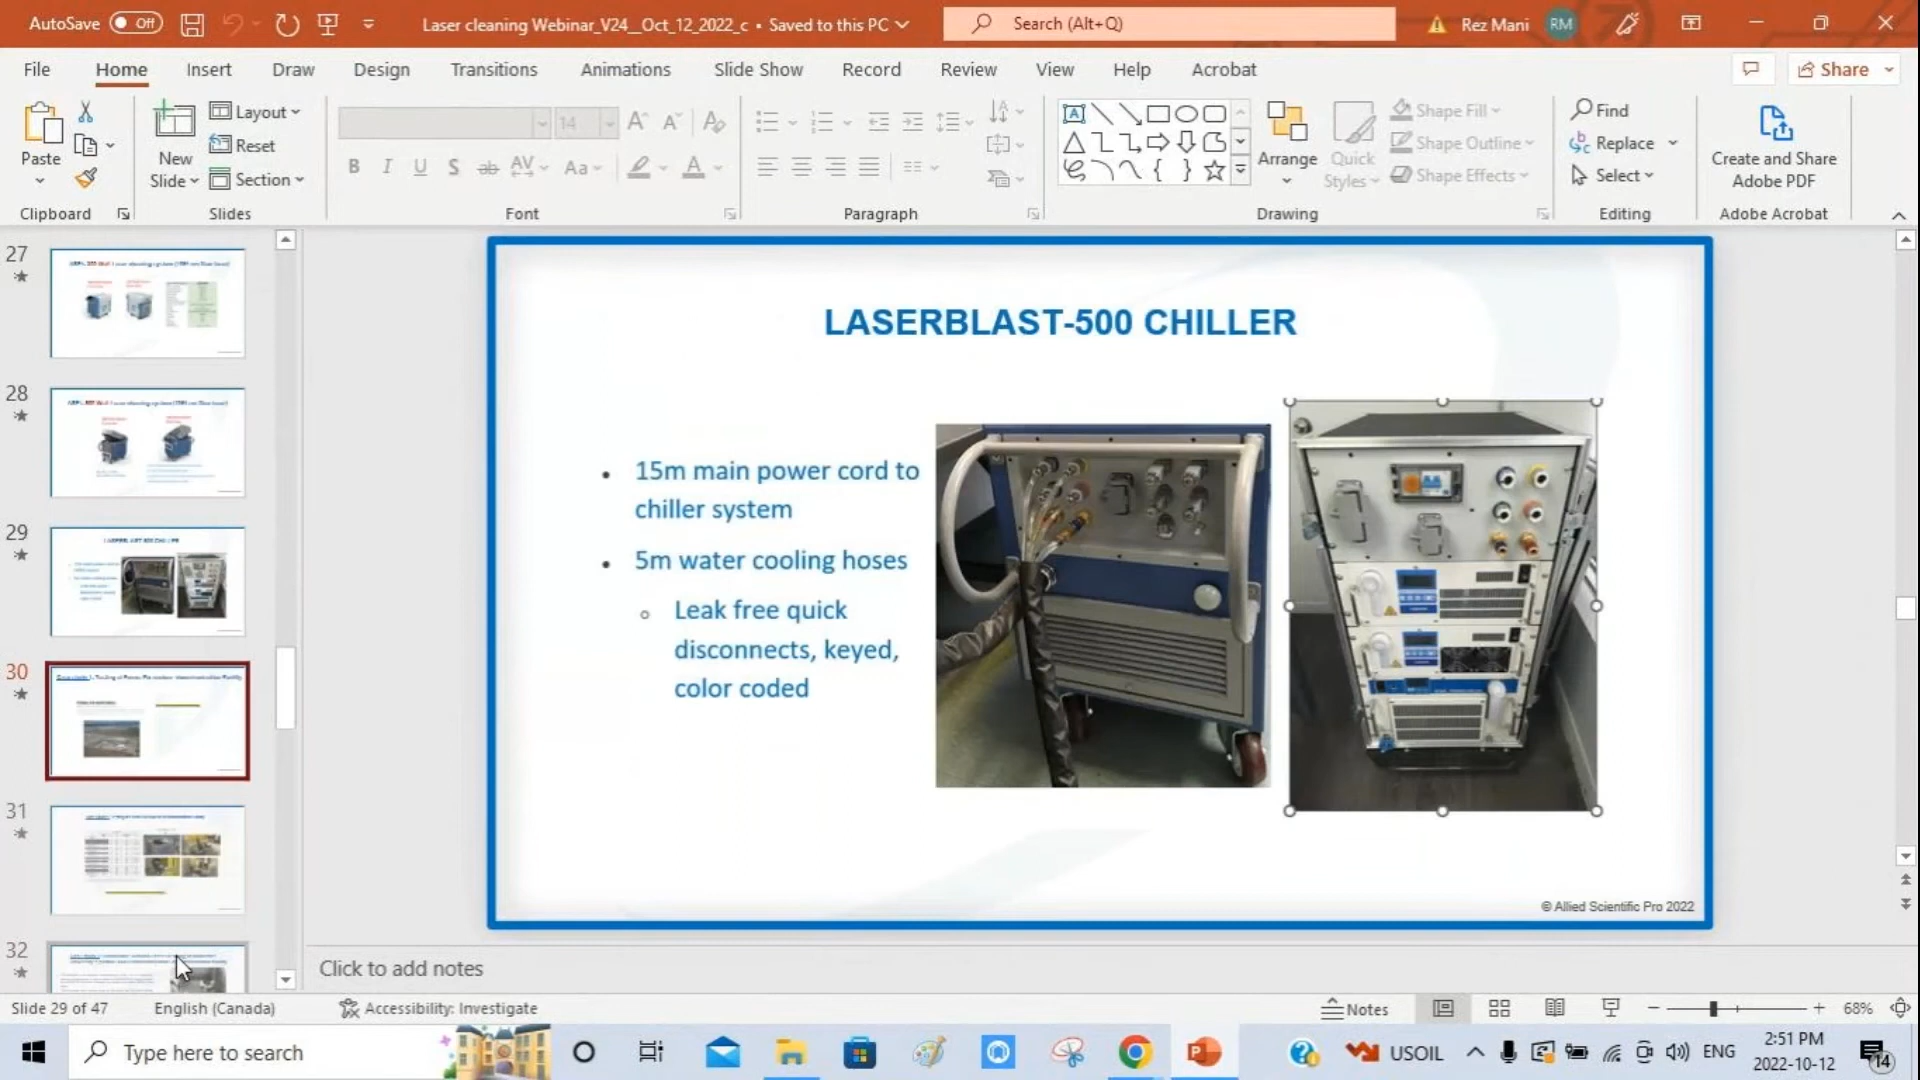 AutoSave Off
Laser cleaning Webinar_V24__Oct_12_2022_c • Saved to this PC
Search (Alt+Q)
Rez Mani RM
File Home Insert Draw Design Transitions Animations Slide Show Record Review View Help Acrobat
Share
Paste
Clipboard
New
Slide
Layout
Reset
Section
Slides
14
Font
Paragraph
Arrange
Quick
Styles
Shape Fill
Shape Outline
Shape Effects
Drawing
Find
Replace
Select
Editing
Create and Share
Adobe PDF
Adobe Acrobat
27
28
29
30
31
32
LASERBLAST-500 CHILLER
• 15m main power cord to
chiller system
• 5m water cooling hoses
o Leak free quick
disconnects, keyed,
color coded
© Allied Scientific Pro 2022
Click to add notes
Slide 29 of 47
English (Canada)
Accessibility: Investigate
Notes
68%
Type here to search
USOIL
ENG
2:51 PM
2022-10-12
14